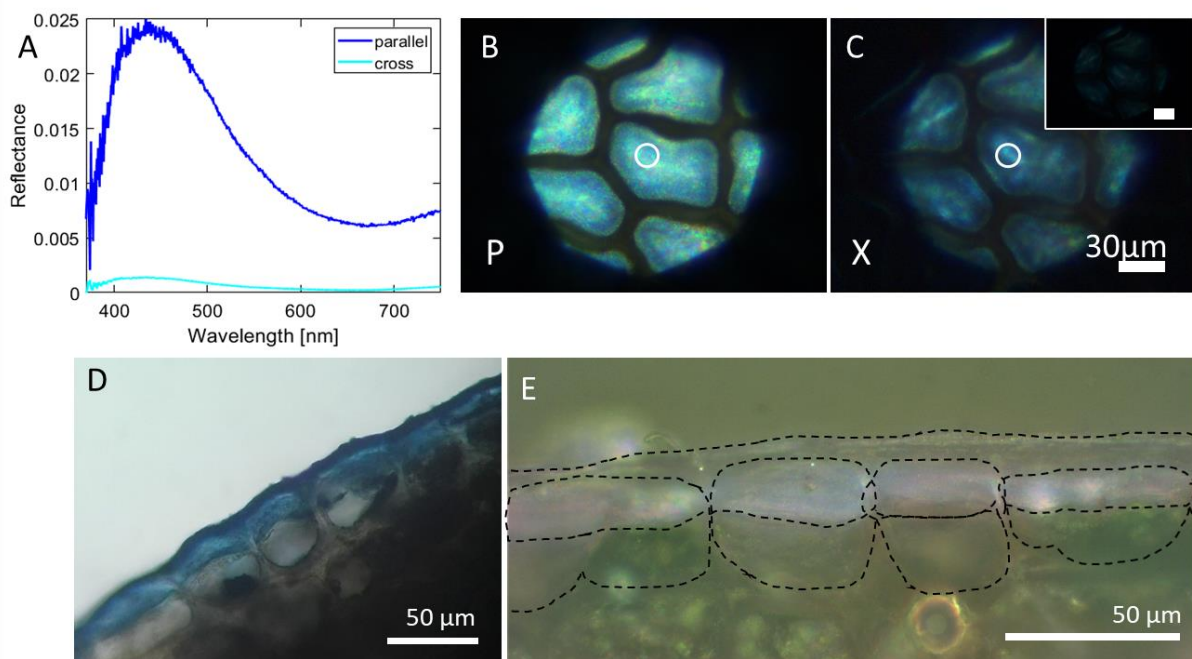 A
0.025
0.02
0.015
0.01
0.005
0
Reflectance
parallel
cross
400
500
600
700
Wavelength [nm]
B
P
C
X
30µm
D
50 µm
E
50 µm